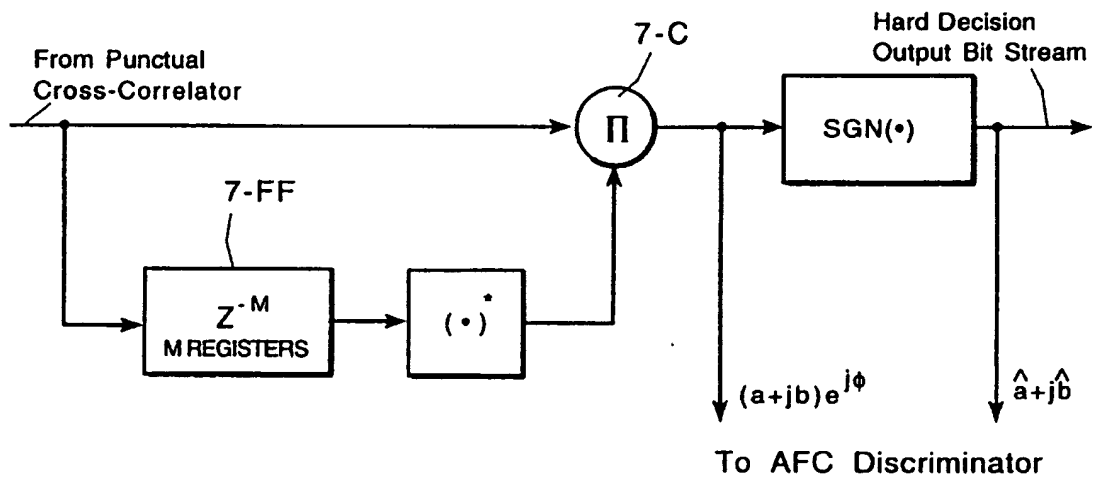 7-C
Hard Decision
Output Bit Stream
From Punctual
Cross-Correlator
Π
SGN(•)
7-FF
Z^-M
M REGISTERS
(•)*
(a+jb)e^jϕ
â+jb̂
To AFC Discriminator